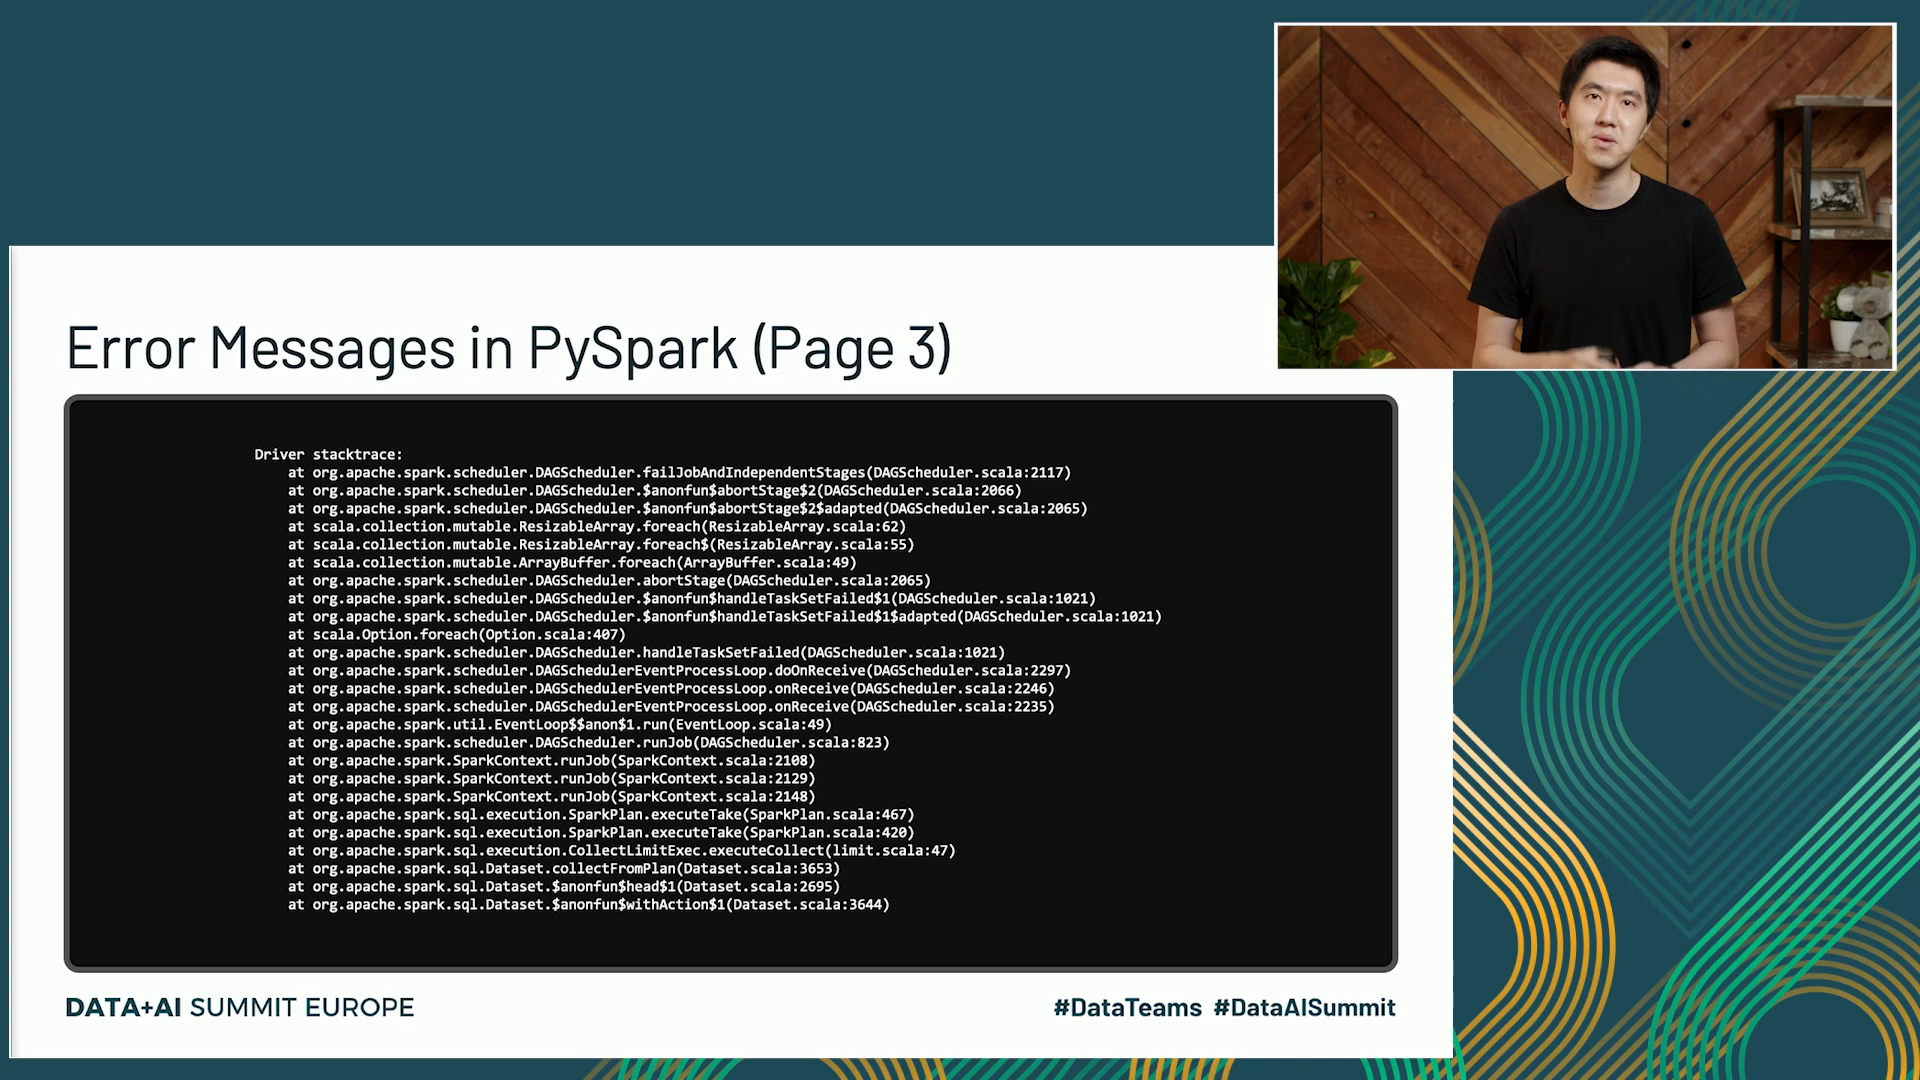 Error Messages in PySpark (Page 3)
Driver stacktrace:
at org.apache.spark.scheduler.DAGScheduler.failJobAndIndependentStages(DAGScheduler.scala:2117)
at org.apache.spark.scheduler.DAGScheduler.$anonfun$abortStage$2(DAGScheduler.scala:2066)
at org.apache.spark.scheduler.DAGScheduler.$anonfun$abortStage$2$adapted(DAGScheduler.scala:2065)
at scala.collection.mutable.ResizableArray.foreach(ResizableArray.scala:62)
at scala.collection.mutable.ResizableArray.foreach$(ResizableArray.scala:55)
at scala.collection.mutable.ArrayBuffer.foreach(ArrayBuffer.scala:49)
at org.apache.spark.scheduler.DAGScheduler.abortStage(DAGScheduler.scala:2065)
at org.apache.spark.scheduler.DAGScheduler.$anonfun$handleTaskSetFailed$1(DAGScheduler.scala:1021)
at org.apache.spark.scheduler.DAGScheduler.$anonfun$handleTaskSetFailed$1$adapted(DAGScheduler.scala:1021)
at scala.Option.foreach(Option.scala:407)
at org.apache.spark.scheduler.DAGScheduler.handleTaskSetFailed(DAGScheduler.scala:1021)
at org.apache.spark.scheduler.DAGSchedulerEventProcessLoop.doOnReceive(DAGScheduler.scala:2297)
at org.apache.spark.scheduler.DAGSchedulerEventProcessLoop.onReceive(DAGScheduler.scala:2246)
at org.apache.spark.scheduler.DAGSchedulerEventProcessLoop.onReceive(DAGScheduler.scala:2235)
at org.apache.spark.util.EventLoop$$anon$1.run(EventLoop.scala:49)
at org.apache.spark.scheduler.DAGScheduler.runJob(DAGScheduler.scala:823)
at org.apache.spark.SparkContext.runJob(SparkContext.scala:2108)
at org.apache.spark.SparkContext.runJob(SparkContext.scala:2129)
at org.apache.spark.SparkContext.runJob(SparkContext.scala:2148)
at org.apache.spark.sql.execution.SparkPlan.executeTake(SparkPlan.scala:467)
at org.apache.spark.sql.execution.SparkPlan.executeTake(SparkPlan.scala:420)
at org.apache.spark.sql.execution.CollectLimitExec.executeCollect(limit.scala:47)
at org.apache.spark.sql.Dataset.collectFromPlan(Dataset.scala:3653)
at org.apache.spark.sql.Dataset.$anonfun$head$1(Dataset.scala:2695)
at org.apache.spark.sql.Dataset.$anonfun$withAction$1(Dataset.scala:3644)
DATA+AI SUMMIT EUROPE
#DataTeams #DataAISummit